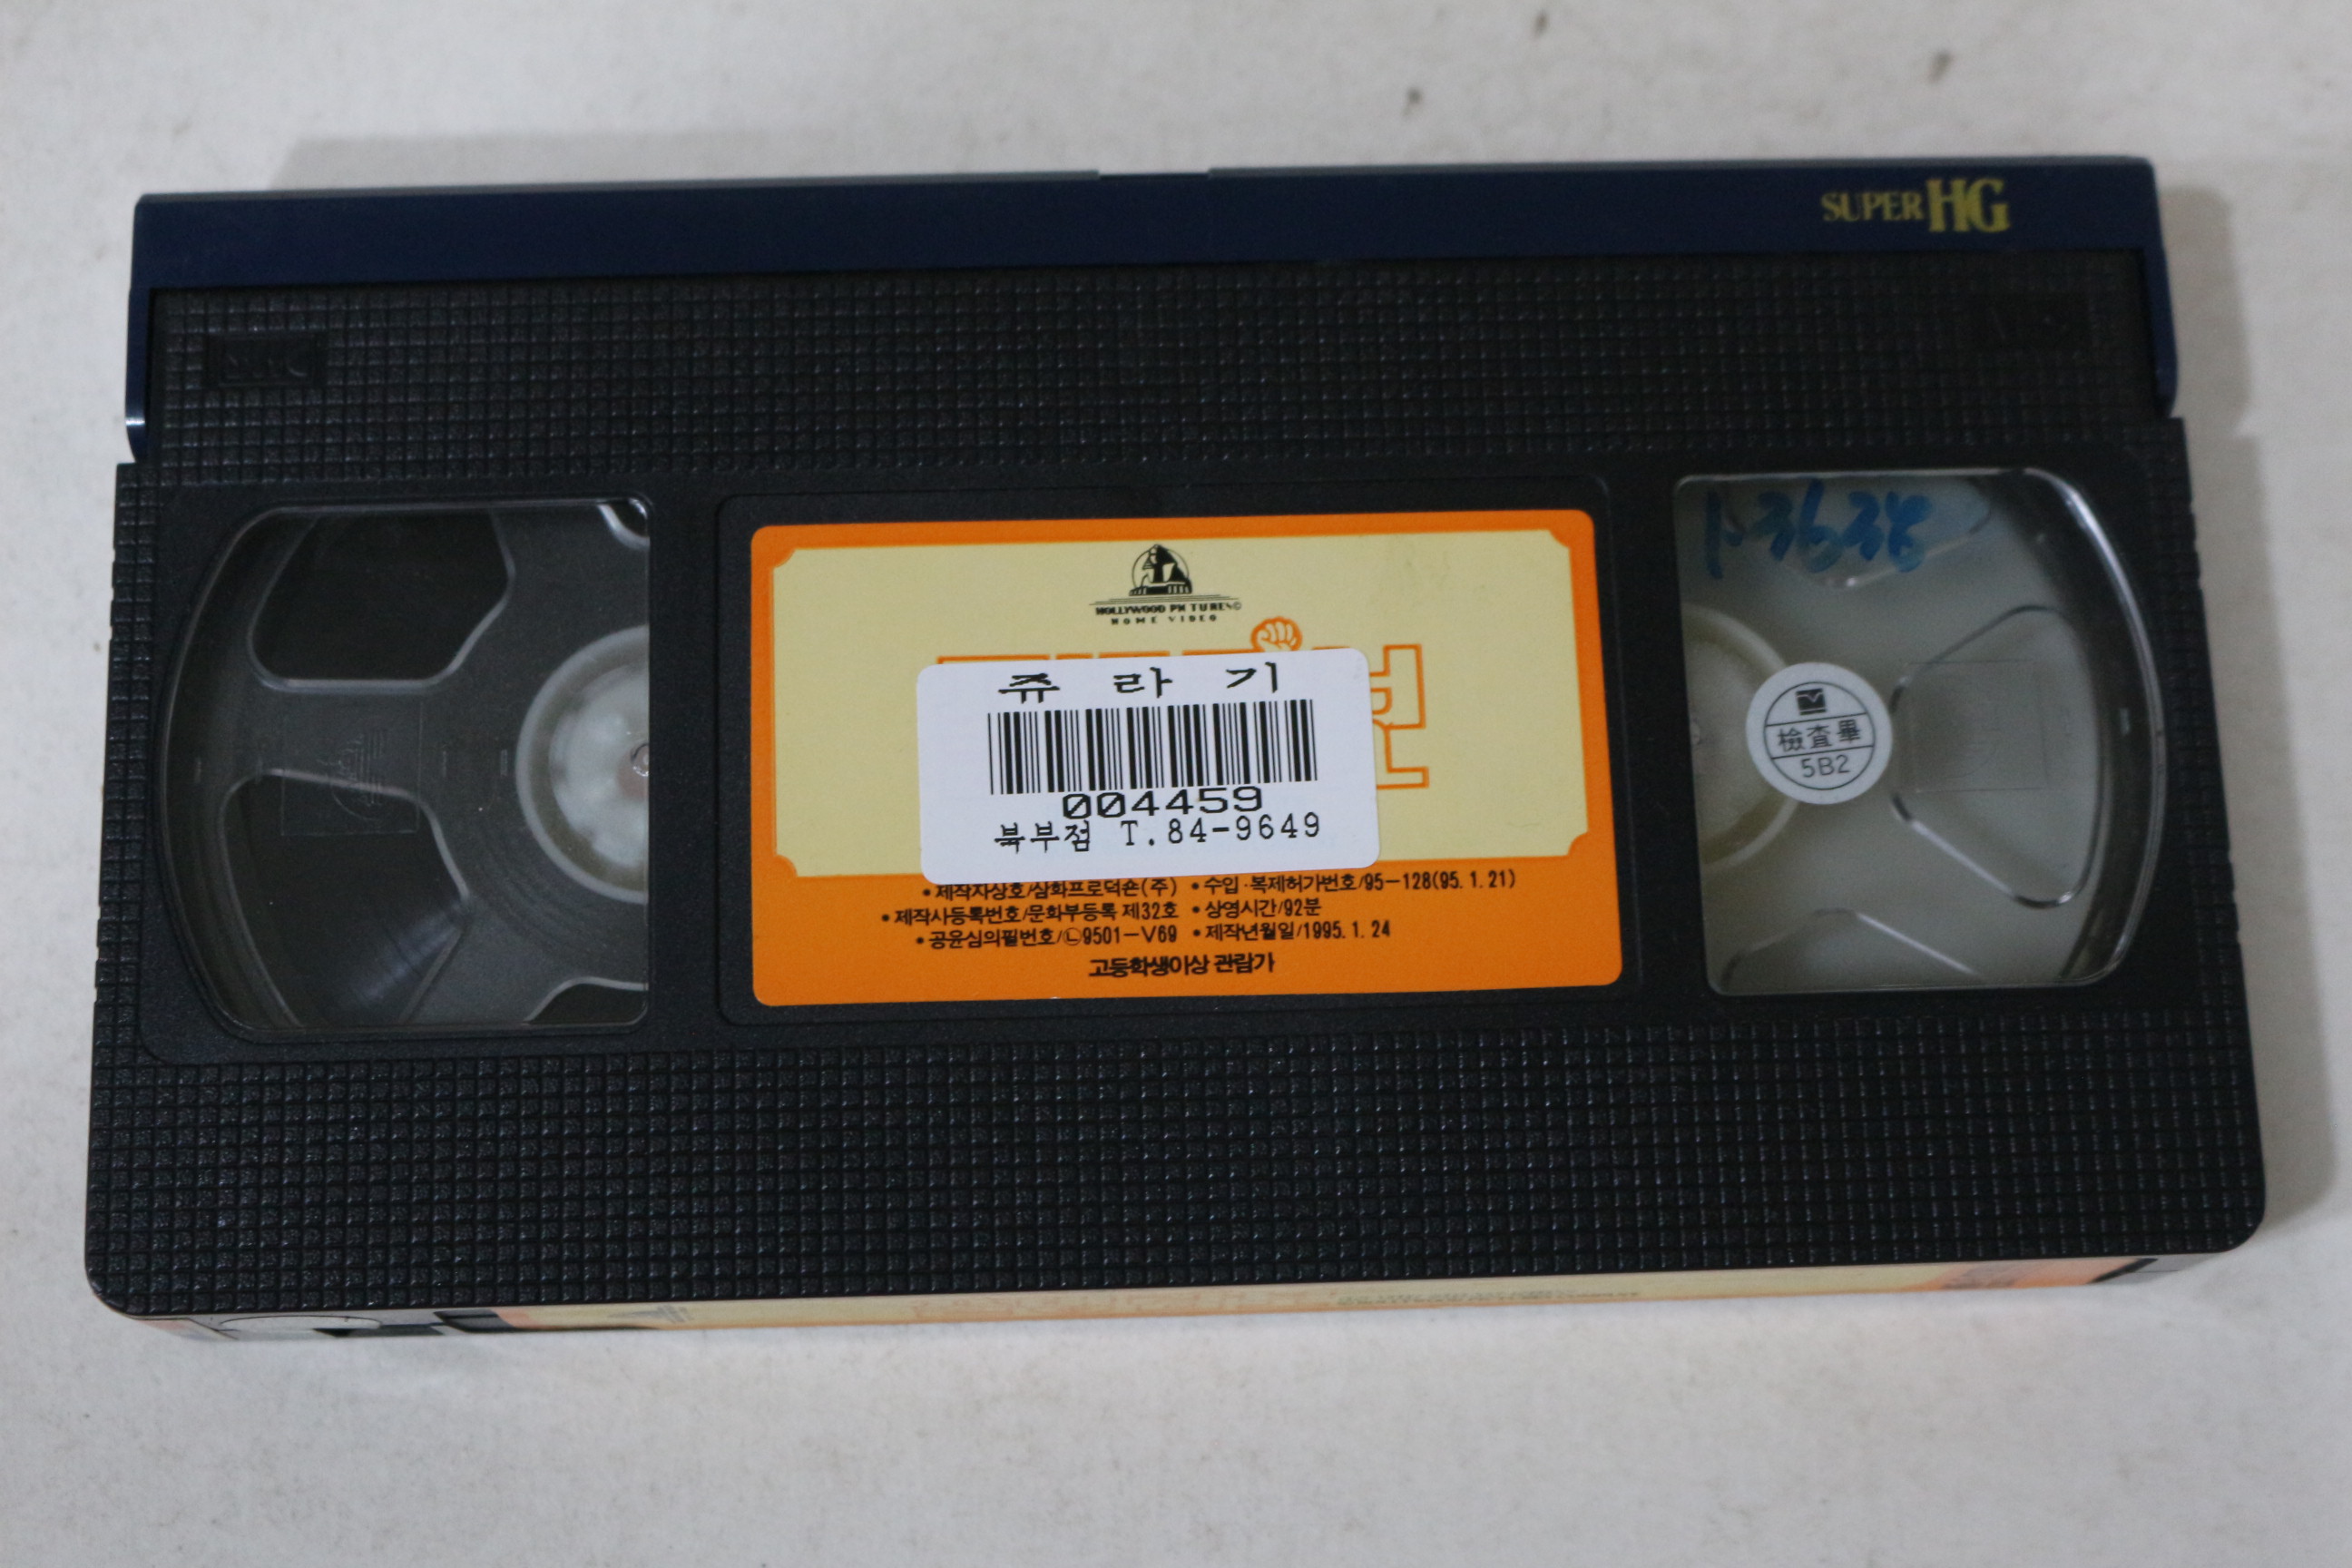 SUPER HG
1-3638
HOLLYWOOD PICTURES©
HOME VIDEO
쥬 라 기
004459
북부점 T.84-9649
檢査畢
5B2
• 제작자상호/삼화프로덕숀(주) • 수입·복제허가번호/95-128(95.1.21)
• 제작사등록번호/문화부등록 제32호 • 상영시간/92분
• 공윤심의필번호/Ⓛ9501-V69 • 제작년월일/1995.1.24
고등학생이상 관람가